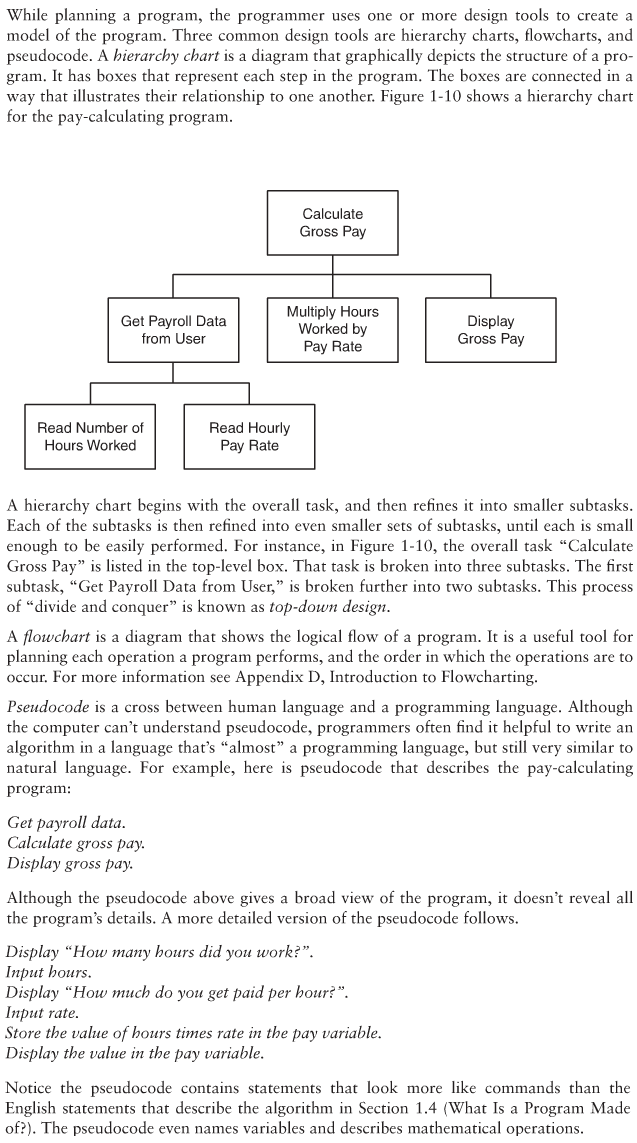 While planning a program, the programmer uses one or more design tools to create a
model of the program. Three common design tools are hierarchy charts, flowcharts, and
pseudocode. A hierarchy chart is a diagram that graphically depicts the structure of a pro-
gram. It has boxes that represent each step in the program. The boxes are connected in a
way that illustrates their relationship to one another. Figure 1-10 shows a hierarchy chart
for the pay-calculating program.
Calculate
Gross Pay
Get Payroll Data
from User
Multiply Hours
Worked by
Pay Rate
Display
Gross Pay
Read Number of
Hours Worked
Read Hourly
Pay Rate
A hierarchy chart begins with the overall task, and then refines it into smaller subtasks.
Each of the subtasks is then refined into even smaller sets of subtasks, until each is small
enough to be easily performed. For instance, in Figure 1-10, the overall task “Calculate
Gross Pay” is listed in the top-level box. That task is broken into three subtasks. The first
subtask, “Get Payroll Data from User,” is broken further into two subtasks. This process
of “divide and conquer” is known as top-down design.
A flowchart is a diagram that shows the logical flow of a program. It is a useful tool for
planning each operation a program performs, and the order in which the operations are to
occur. For more information see Appendix D, Introduction to Flowcharting.
Pseudocode is a cross between human language and a programming language. Although
the computer can’t understand pseudocode, programmers often find it helpful to write an
algorithm in a language that’s “almost” a programming language, but still very similar to
natural language. For example, here is pseudocode that describes the pay-calculating
program:
Get payroll data.
Calculate gross pay.
Display gross pay.
Although the pseudocode above gives a broad view of the program, it doesn’t reveal all
the program’s details. A more detailed version of the pseudocode follows.
Display “How many hours did you work?”.
Input hours.
Display “How much do you get paid per hour?”.
Input rate.
Store the value of hours times rate in the pay variable.
Display the value in the pay variable.
Notice the pseudocode contains statements that look more like commands than the
English statements that describe the algorithm in Section 1.4 (What Is a Program Made
of?). The pseudocode even names variables and describes mathematical operations.